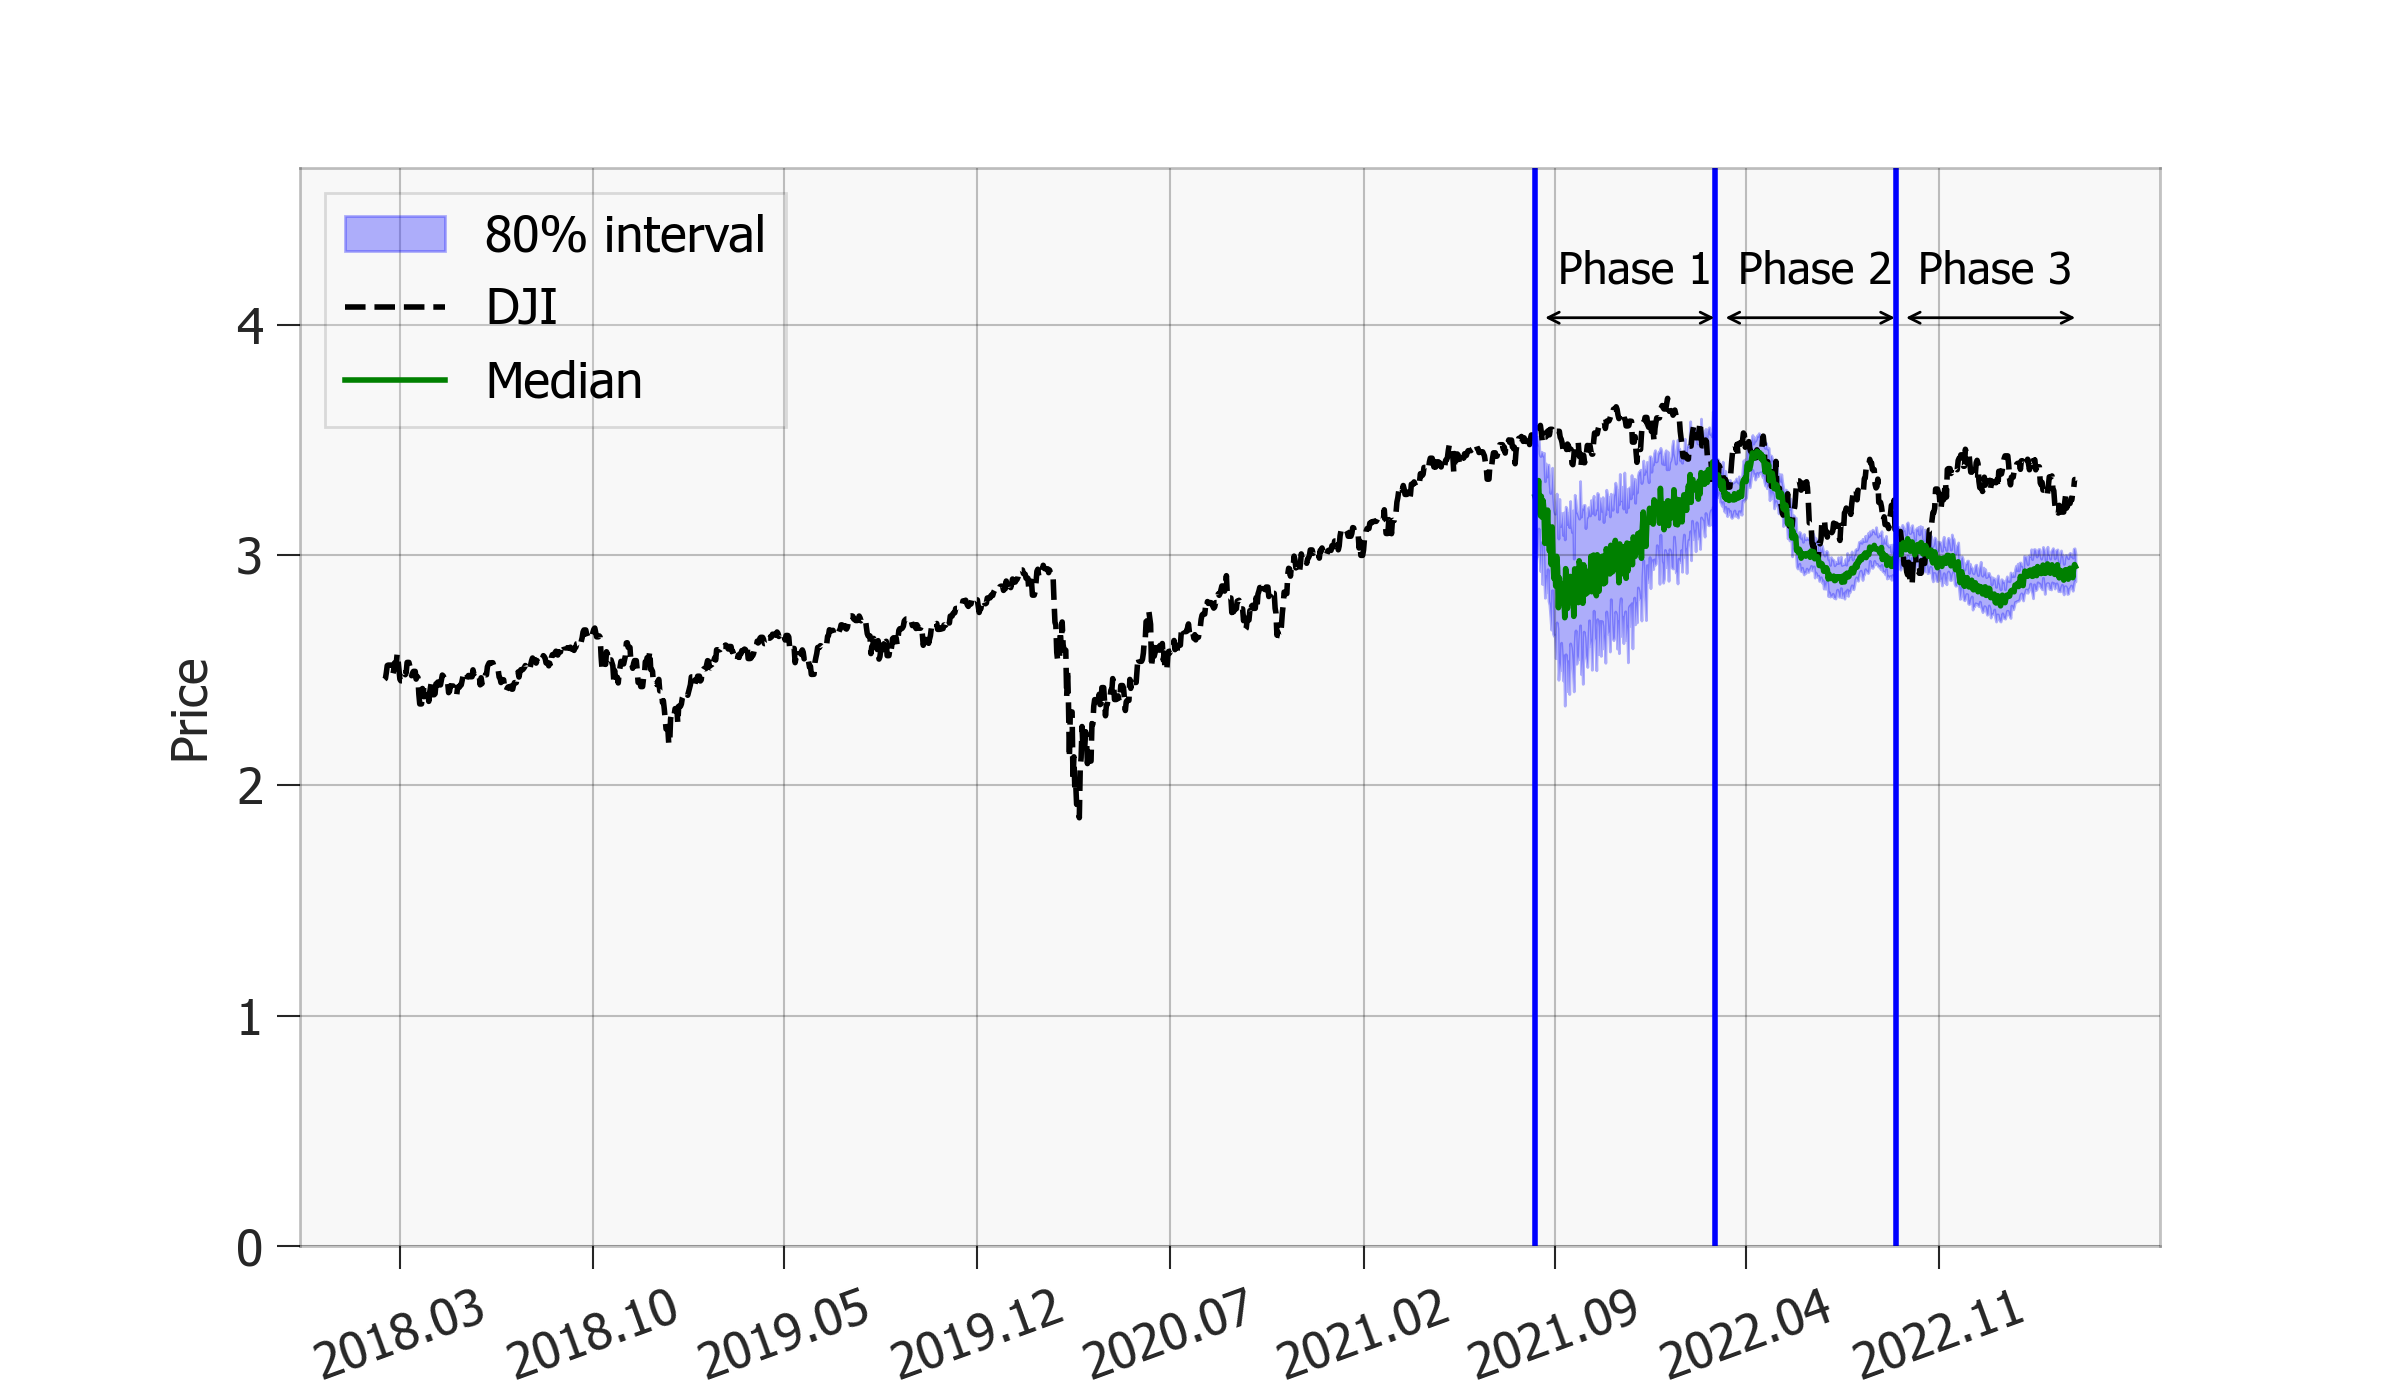 80% interval
DJI
Median
Phase 1
Phase 2
Phase 3
Price
4
3
2
1
0
2018.03
2018.10
2019.05
2019.12
2020.07
2021.02
2021.09
2022.04
2022.11